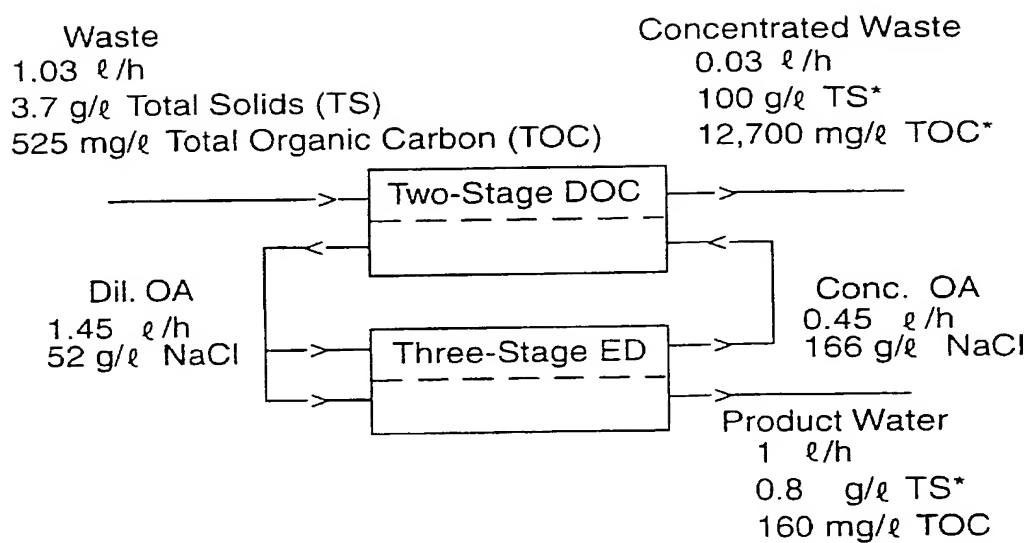 Waste
1.03 ℓ/h
3.7 g/ℓ Total Solids (TS)
525 mg/ℓ Total Organic Carbon (TOC)
Concentrated Waste
0.03 ℓ/h
100 g/ℓ TS*
12,700 mg/ℓ TOC*
Two-Stage DOC
Dil. OA
1.45 ℓ/h
52 g/ℓ NaCl
Conc. OA
0.45 ℓ/h
166 g/ℓ NaCl
Three-Stage ED
Product Water
1 ℓ/h
0.8 g/ℓ TS*
160 mg/ℓ TOC